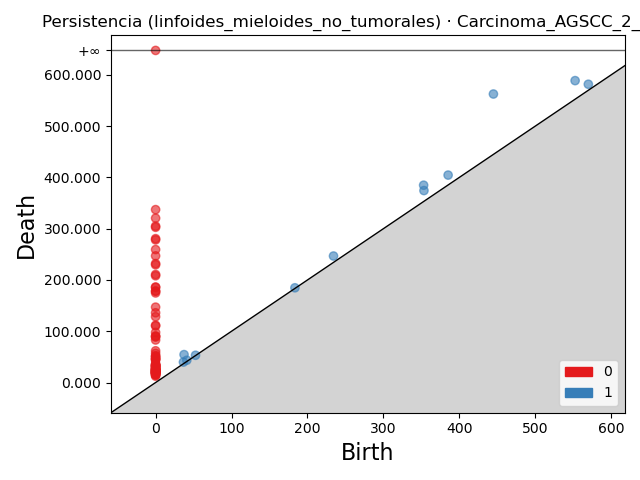 Persistencia (linfoides_mieloides_no_tumorales) · Carcinoma_AGSCC_2_
+∞
600.000
500.000
400.000
300.000
200.000
100.000
0.000
Death
0
1
0 100 200 300 400 500 600
Birth